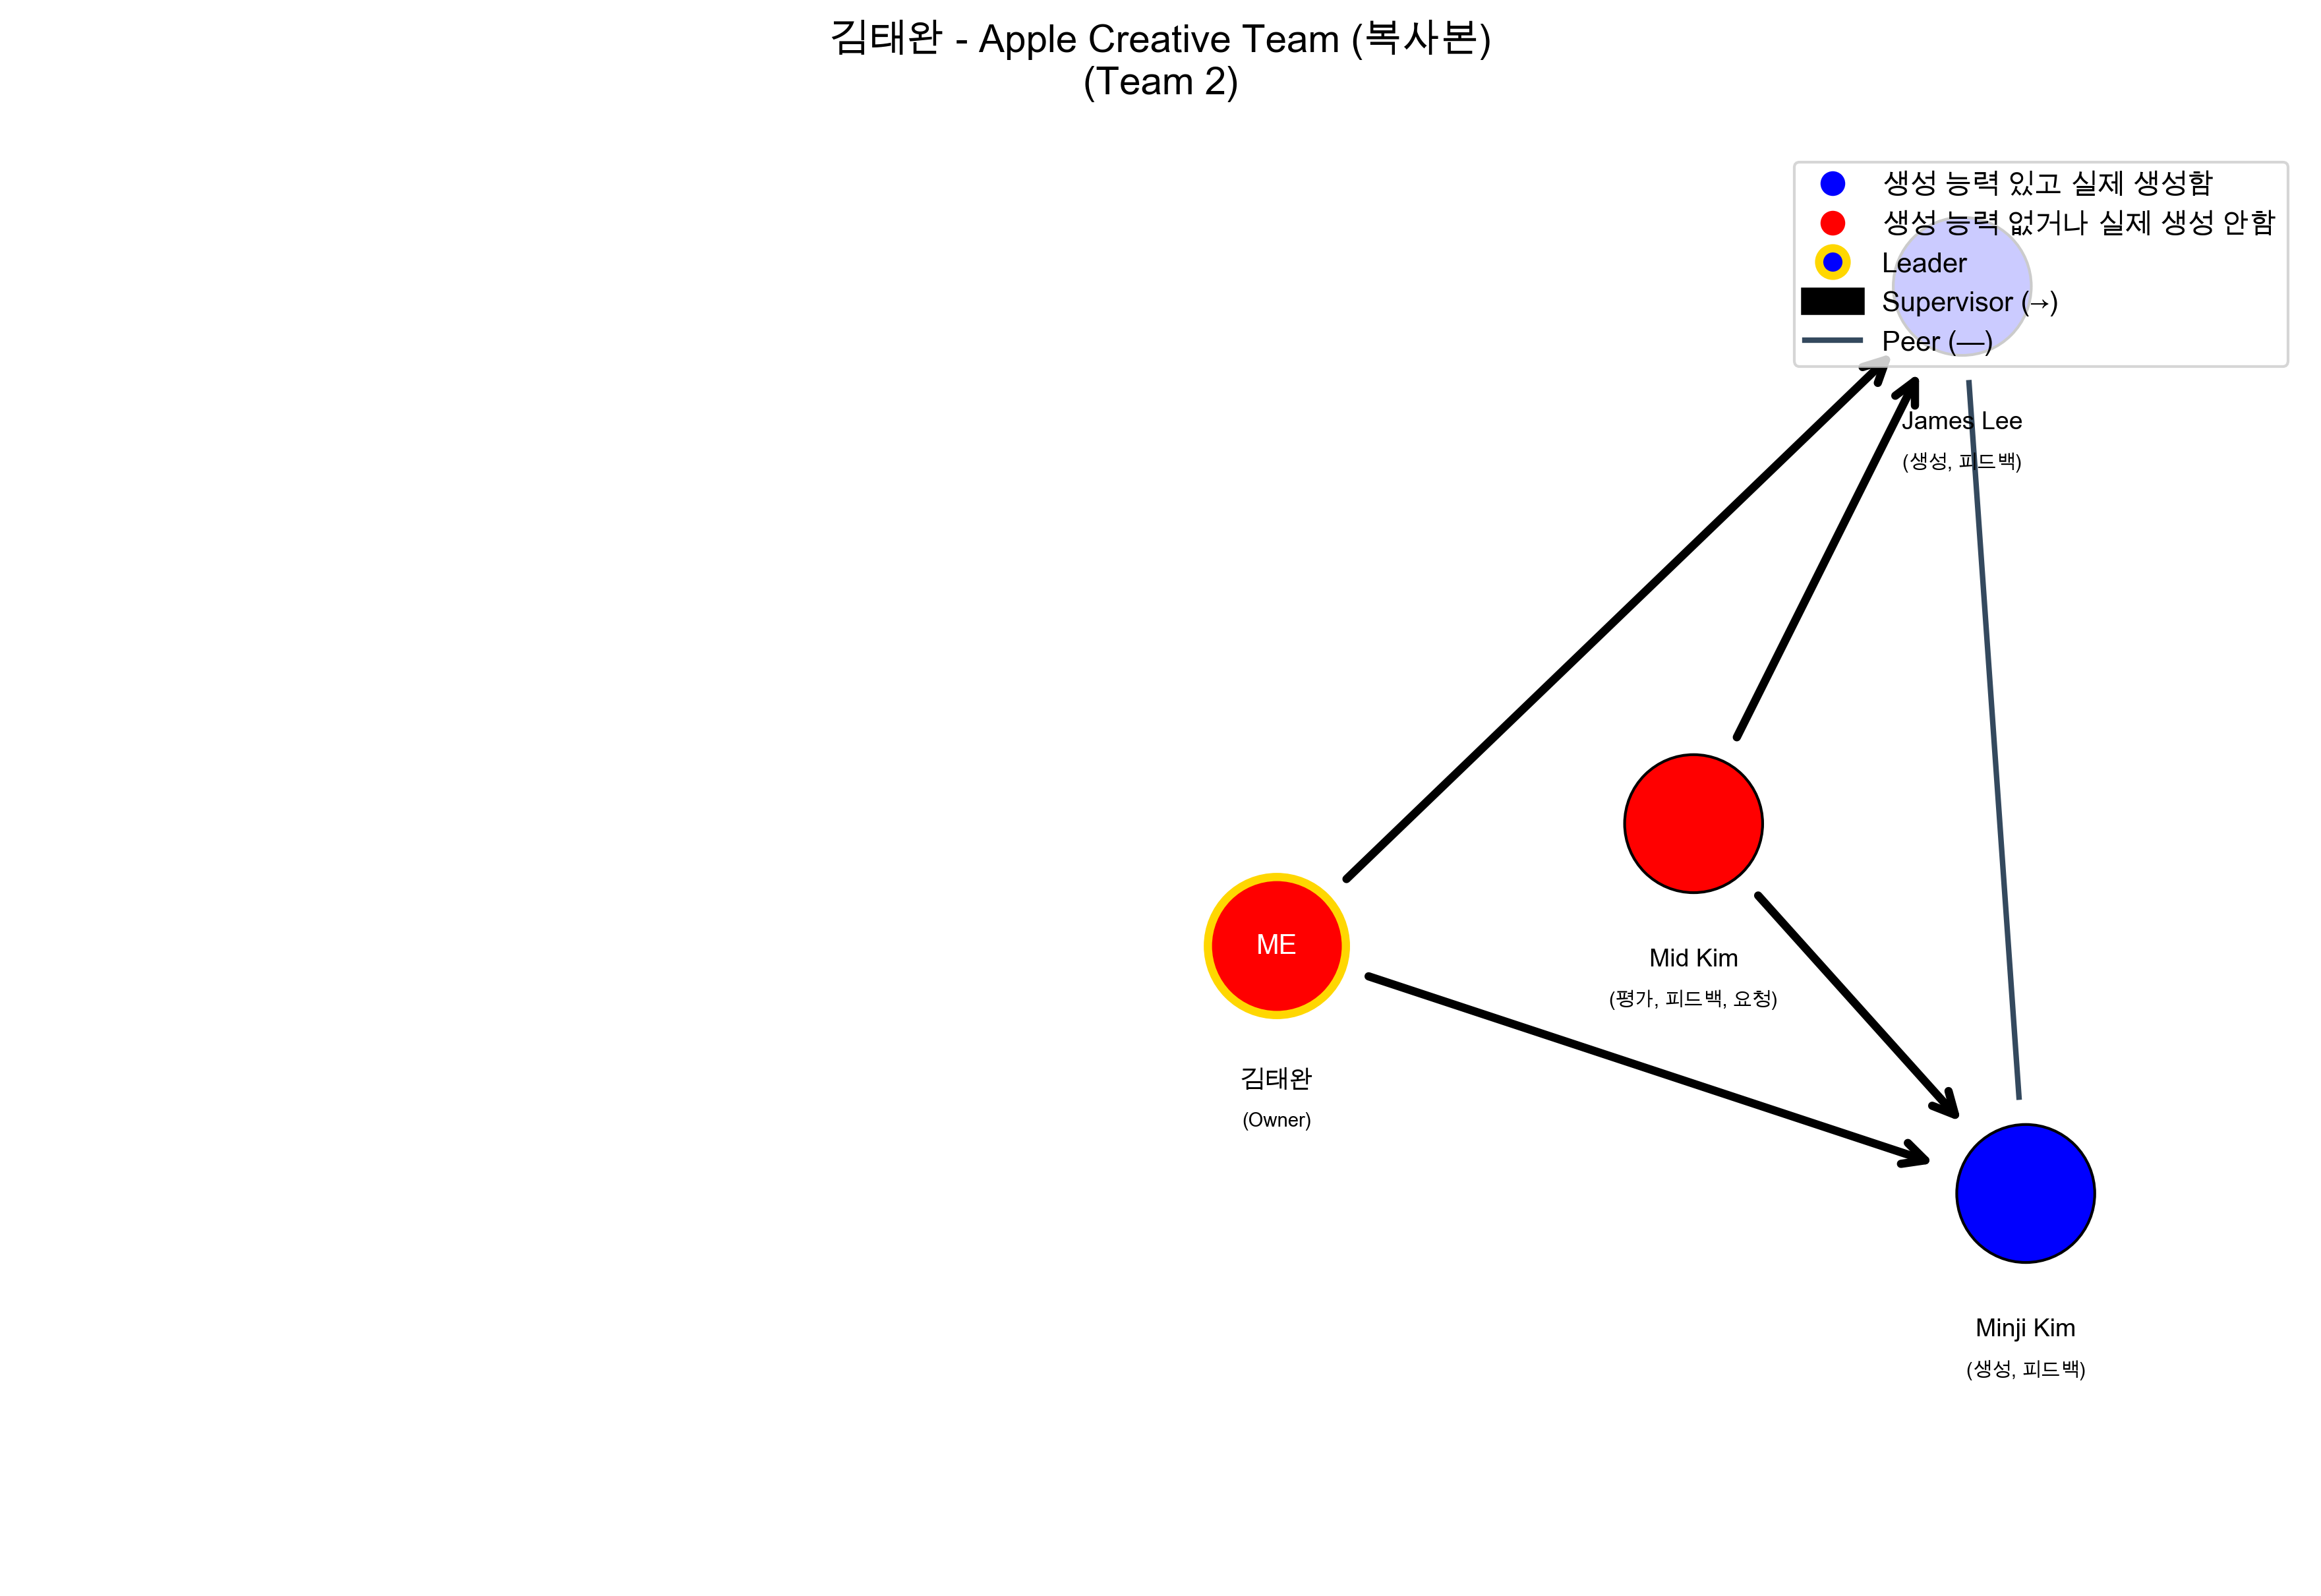 김태완 - Apple Creative Team (복사본)
(Team 2)
생성 능력 있고 실제 생성함
생성 능력 없거나 실제 생성 안함
Leader
Supervisor (→)
Peer (—)
James Lee
(생성, 피드백)
ME
Mid Kim
(평가, 피드백, 요청)
김태완
(Owner)
Minji Kim
(생성, 피드백)